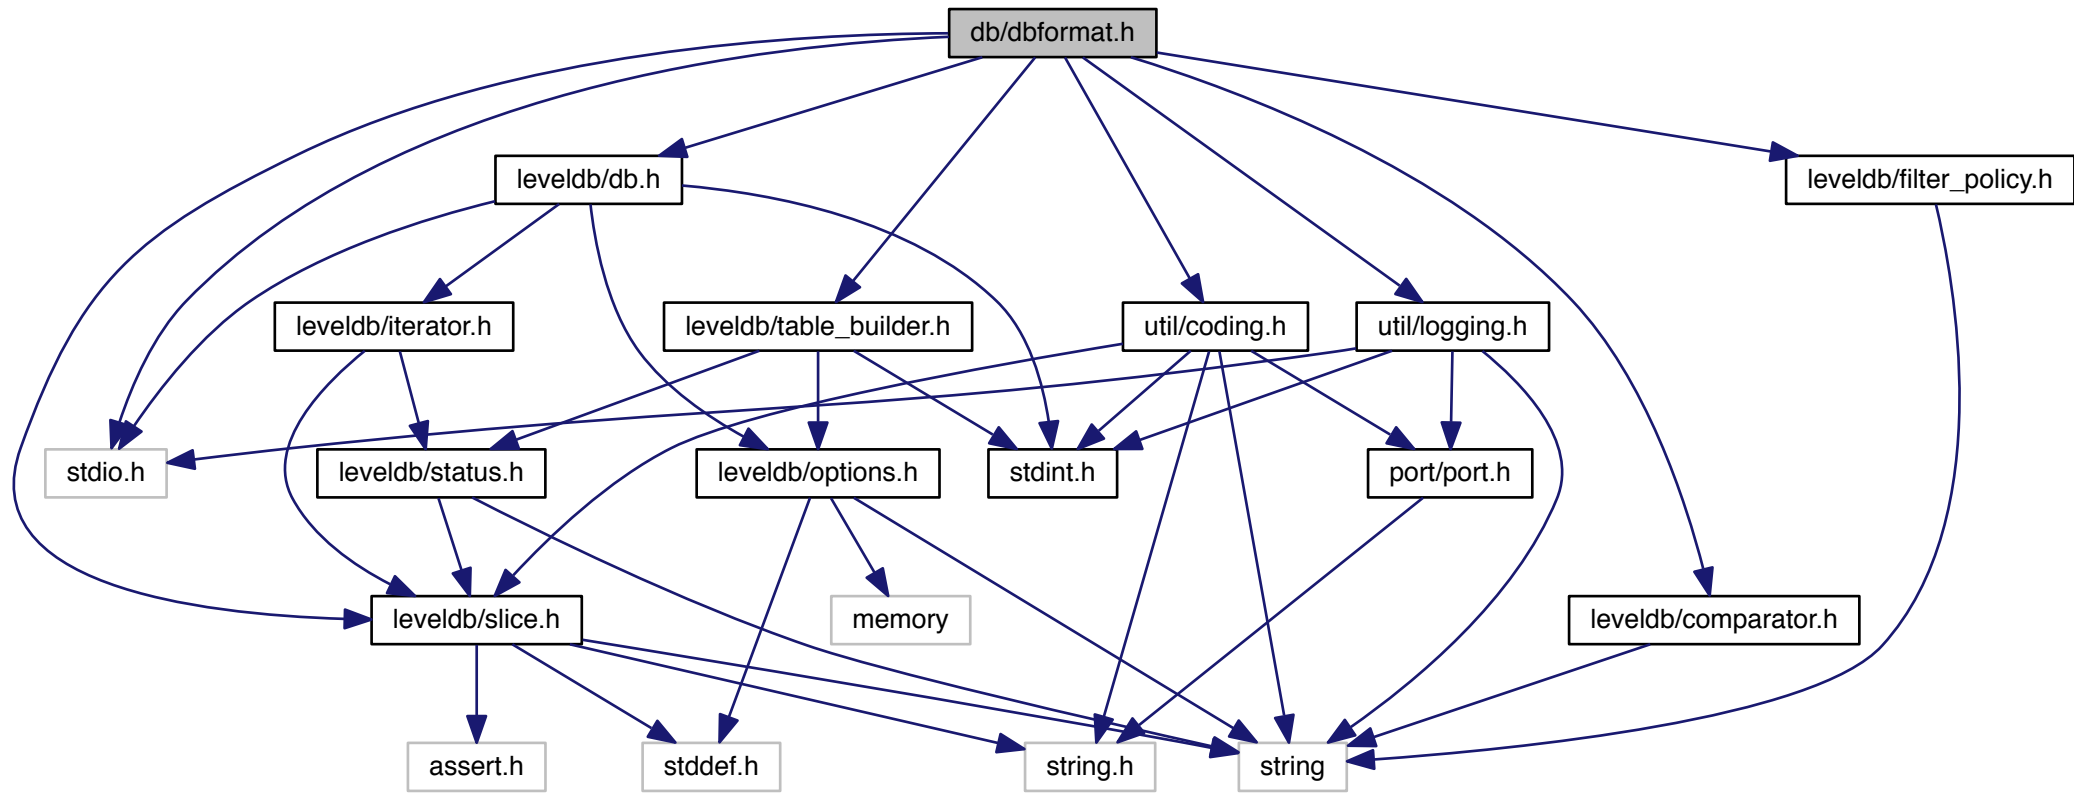 db/dbformat.h
leveldb/db.h
leveldb/filter_policy.h
leveldb/iterator.h
leveldb/table_builder.h
util/coding.h
util/logging.h
stdio.h
leveldb/status.h
leveldb/options.h
stdint.h
port/port.h
leveldb/slice.h
memory
leveldb/comparator.h
assert.h
stddef.h
string.h
string